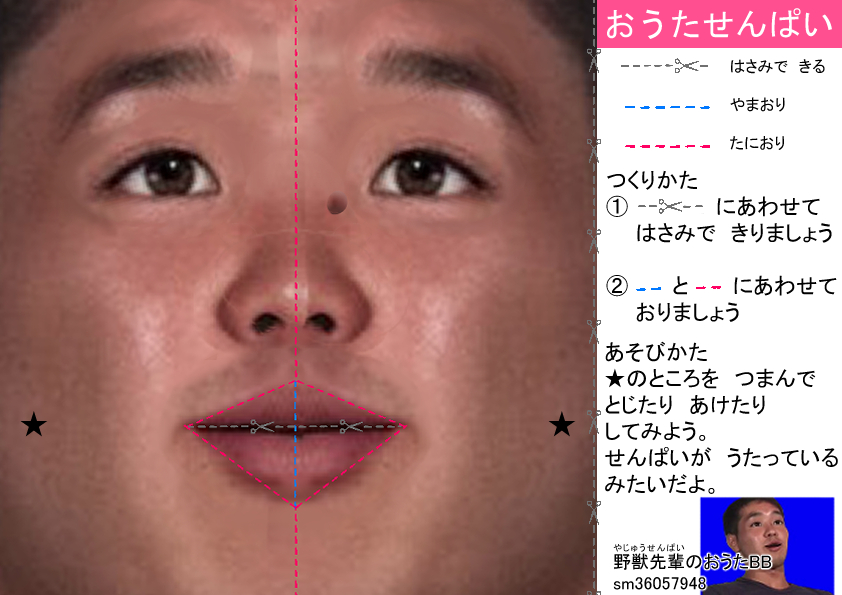 おうたせんぱい
はさみで きる
やまおり
たにおり
つくりかた
① にあわせて
はさみで きりましょう
② と にあわせて
おりましょう
あそびかた
★のところを つまんで
とじたり あけたり
してみよう。
せんぱいが うたっている
みたいだよ。
★ ★
やじゅうせんぱい
野獣先輩のおうたBB
sm36057948